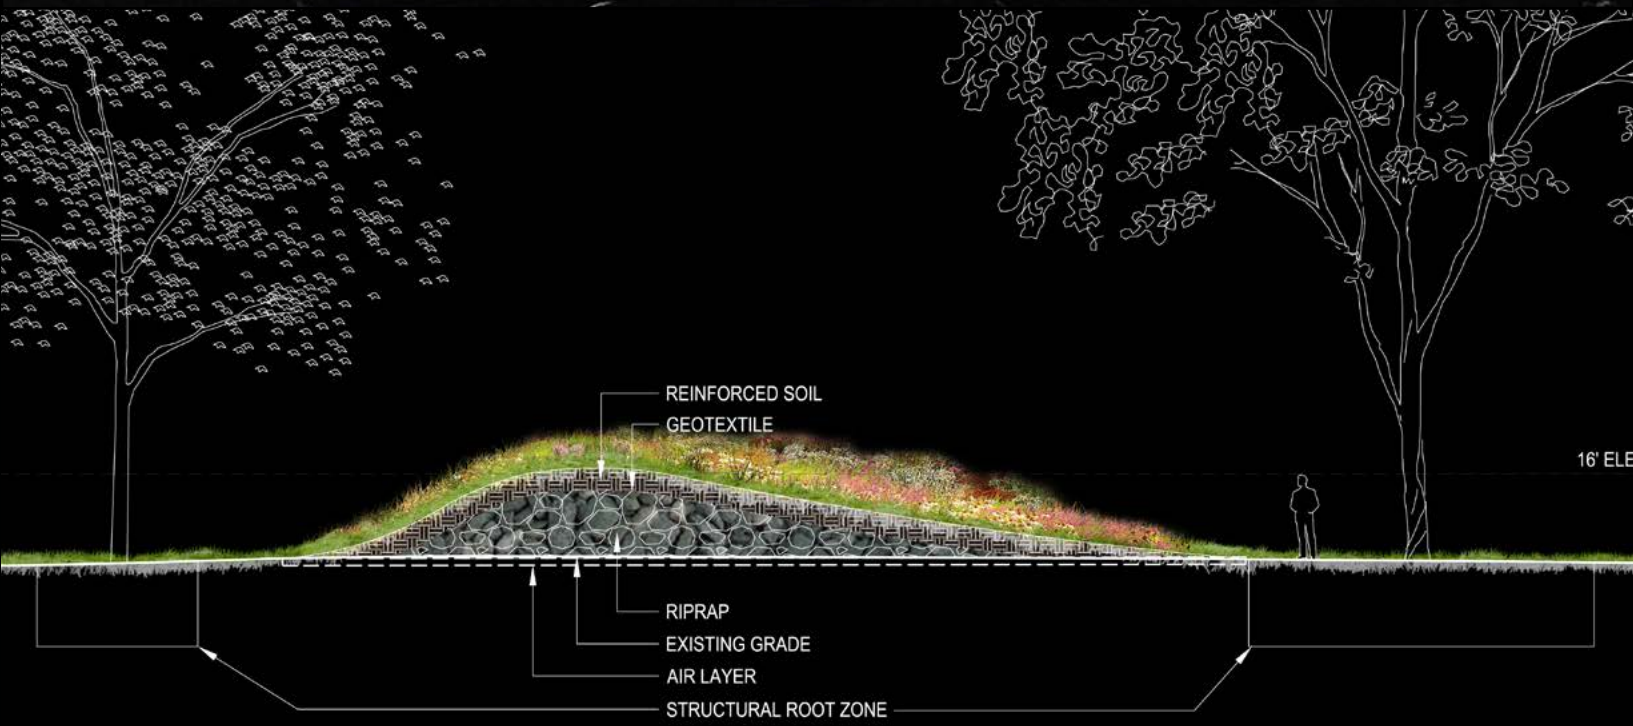 REINFORCED SOIL
GEOTEXTILE
16' ELE
RIPRAP
EXISTING GRADE
AIR LAYER
STRUCTURAL ROOT ZONE